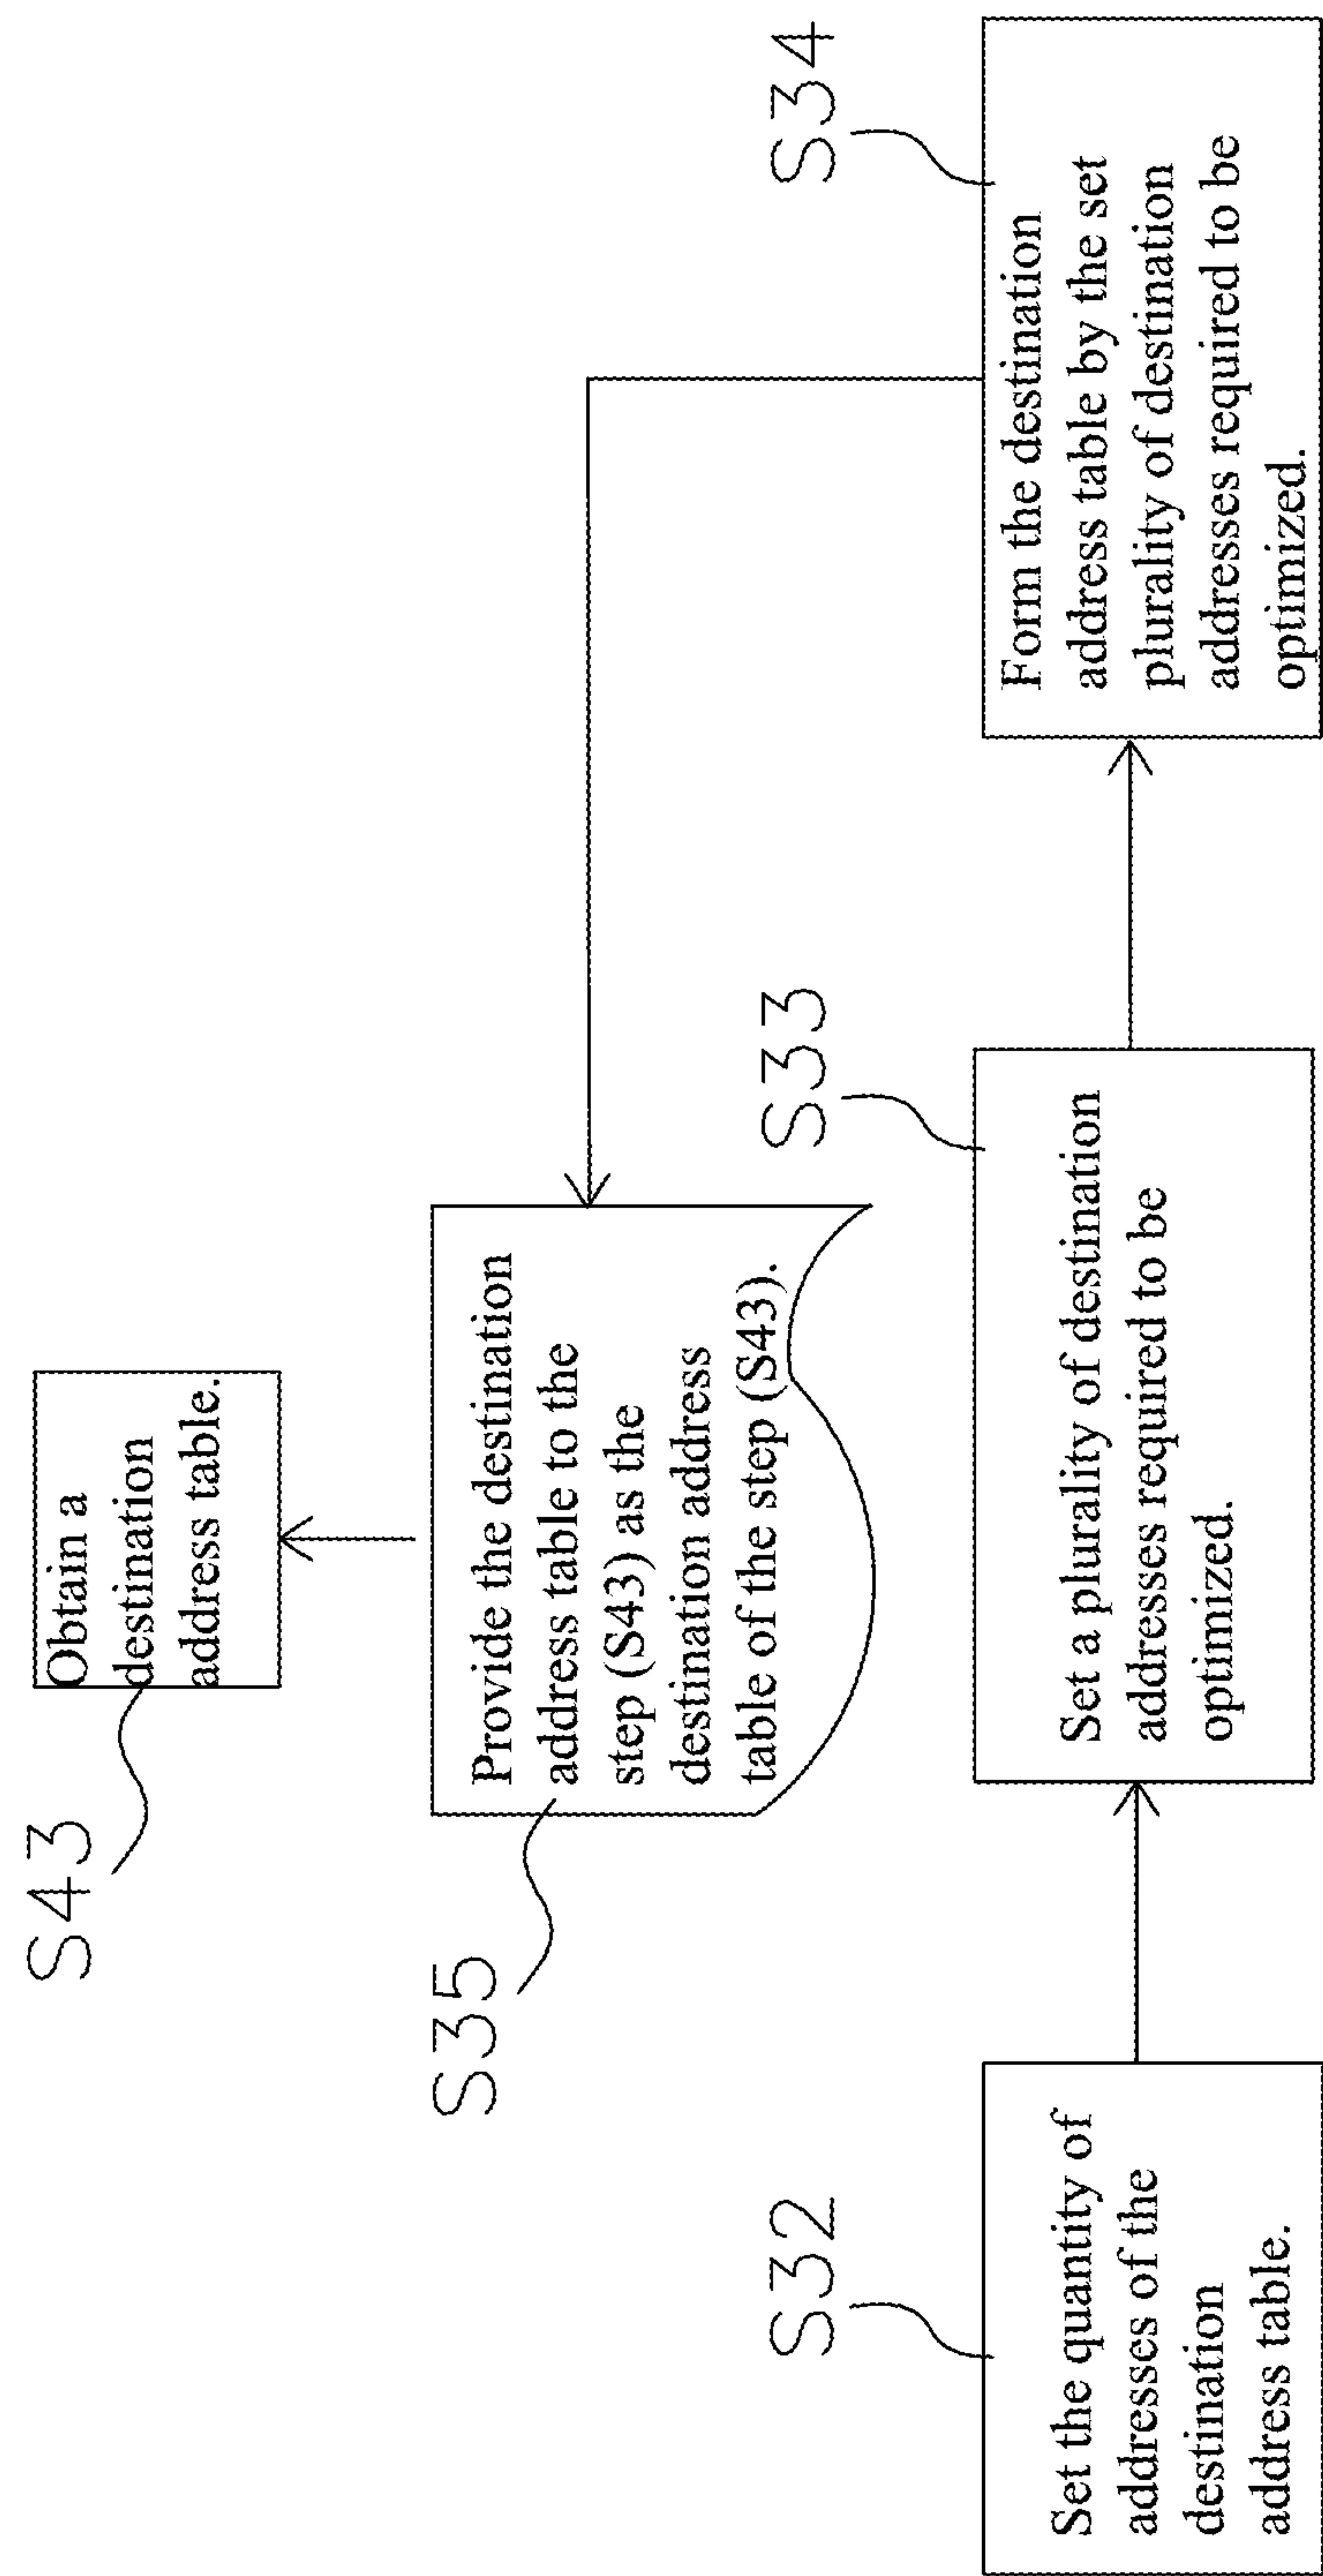 S43
Obtain a
destination
address table.
S35
Provide the destination
address table to the
step (S43) as the
destination address
table of the step (S43).
S32
Set the quantity of
addresses of the
destination
address table.
S33
Set a plurality of destination
addresses required to be
optimized.
S34
Form the destination
address table by the set
plurality of destination
addresses required to be
optimized.